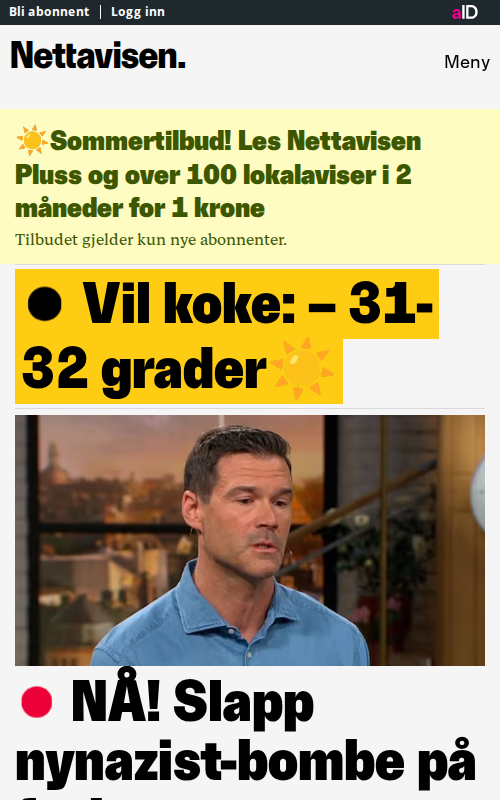 Bli abonnent
Logg inn
aID
Nettavisen.
Meny
☀️Sommertilbud! Les Nettavisen
Pluss og over 100 lokalaviser i 2
måneder for 1 krone
Tilbudet gjelder kun nye abonnenter.
● Vil koke: – 31-
32 grader☀️
NÅ! Slapp
nynazist-bombe på